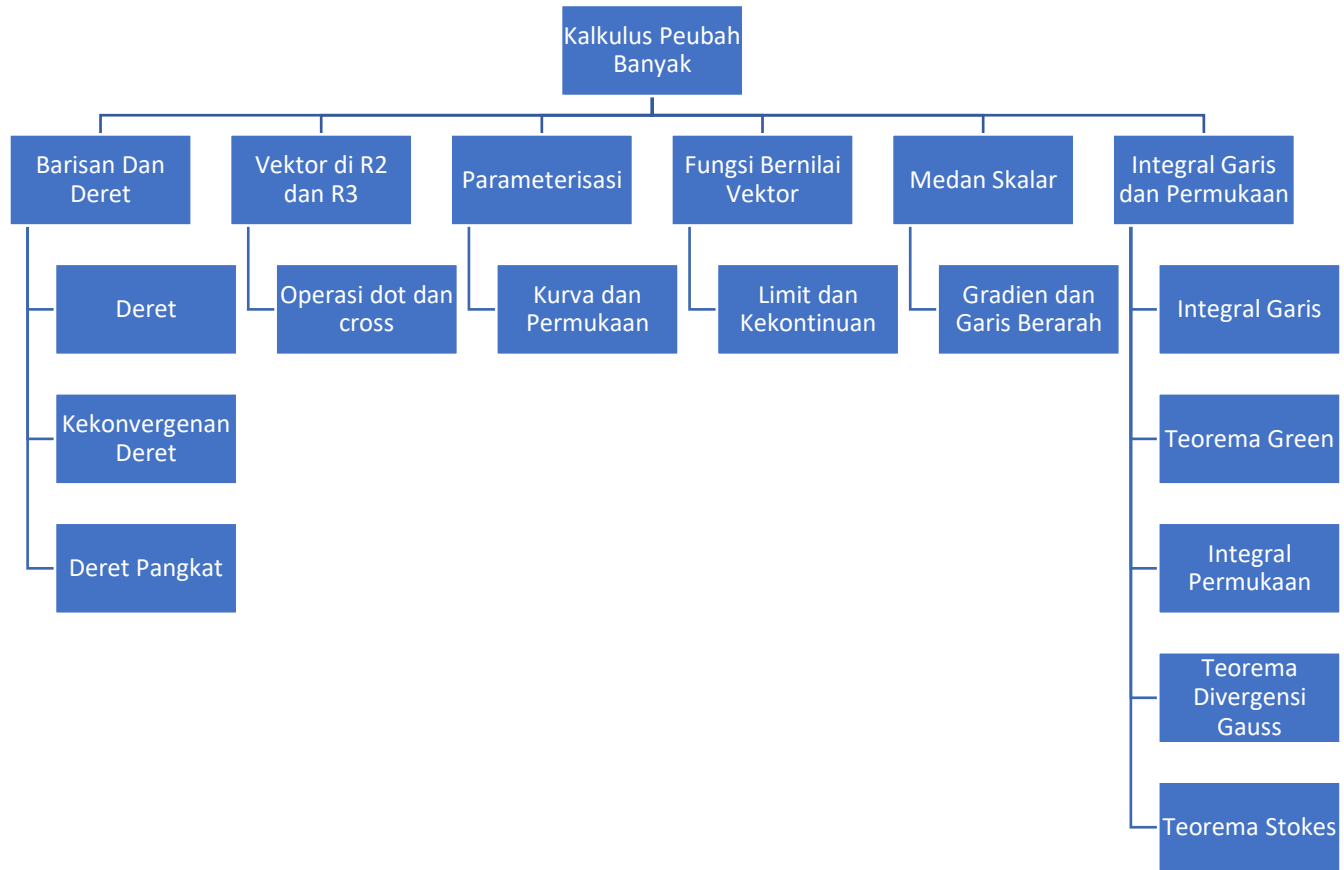 Kalkulus Peubah
Banyak
Barisan Dan
Deret
Deret
Kekonvergenan
Deret
Deret Pangkat
Vektor di R2
dan R3
Operasi dot dan
cross
Parameterisasi
Kurva dan
Permukaan
Fungsi Bernilai
Vektor
Limit dan
Kekontinuan
Medan Skalar
Gradien dan
Garis Berarah
Integral Garis
dan Permukaan
Integral Garis
Teorema Green
Integral
Permukaan
Teorema
Divergensi
Gauss
Teorema Stokes